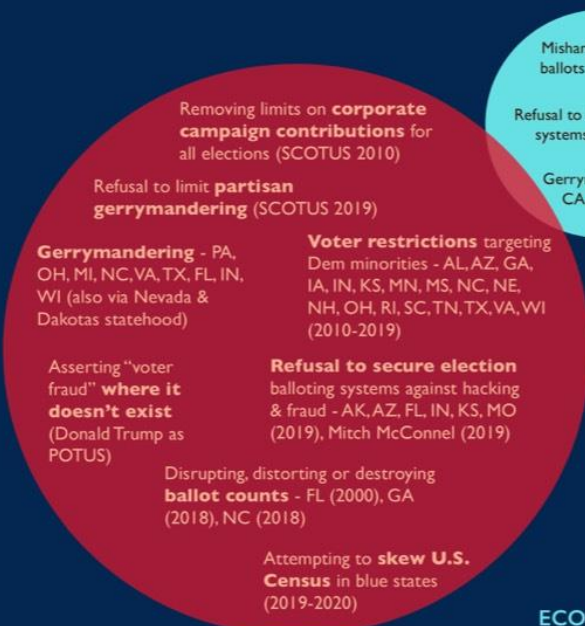 Removing limits on corporate
campaign contributions for
all elections (SCOTUS 2010)
Refusal to limit partisan
gerrymandering (SCOTUS 2019)
Gerrymandering - PA,
OH, MI, NC, VA, TX, FL, IN,
WI (also via Nevada &
Dakotas statehood)
Voter restrictions targeting
Dem minorities - AL, AZ, GA,
IA, IN, KS, MN, MS, NC, NE,
NH, OH, RI, SC, TN, TX, VA, WI
(2010-2019)
Asserting “voter
fraud” where it
doesn’t exist
(Donald Trump as
POTUS)
Refusal to secure election
balloting systems against hacking
& fraud - AK, AZ, FL, IN, KS, MO
(2019), Mitch McConnel (2019)
Disrupting, distorting or destroying
ballot counts - FL (2000), GA
(2018), NC (2018)
Attempting to skew U.S.
Census in blue states
(2019-2020)
Mishan
ballots
Refusal to
systems
Gerry
CA
ECO